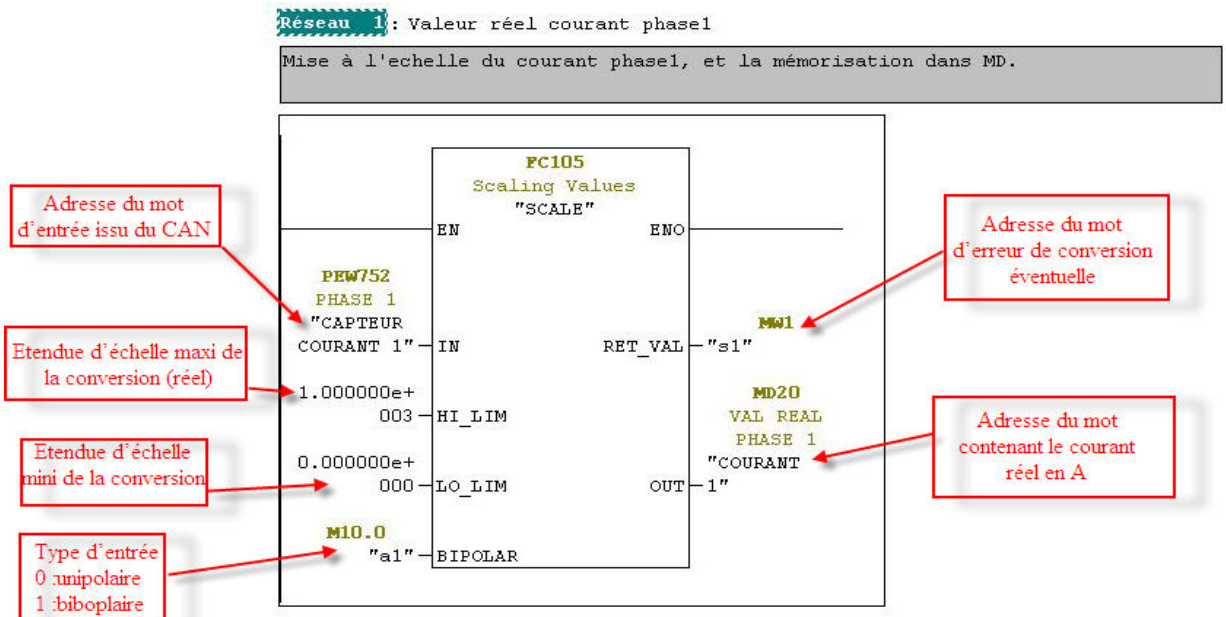 Réseau 1: Valeur réel courant phase1
Mise à l'echelle du courant phase1, et la mémorisation dans MD.
FC105
Scaling Values
"SCALE"
EN
ENO
Adresse du mot
d'entrée issu du CAN
Adresse du mot
d'erreur de conversion
éventuelle
PEW752
PHASE 1
"CAPTEUR
COURANT 1"
IN
RET_VAL
MW1
"s1"
Etendue d'échelle maxi de
la conversion (réel)
1.000000e+
003
HI_LIM
MD20
VAL REAL
PHASE 1
"COURANT
1"
OUT
Adresse du mot
contenant le courant
réel en A
Etendue d'échelle
mini de la conversion
0.000000e+
000
LO_LIM
M10.0
"a1"
BIPOLAR
Type d'entrée
0 :unipolaire
1 :biboplaire